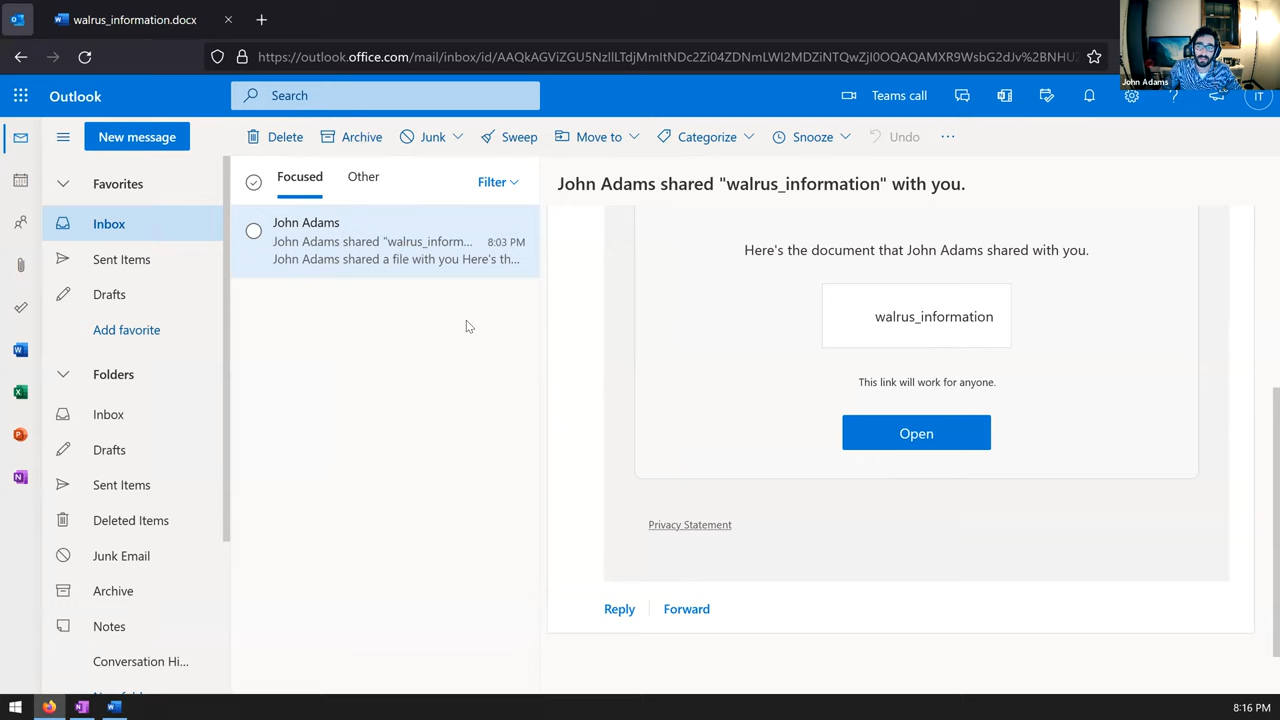 walrus_information.docx
https://outlook.office.com/mail/inbox/id/
John Adams
Outlook
Search
Teams call
IT
New message
Delete
Archive
Junk
Sweep
Move to
Categorize
Snooze
Undo
Favorites
Inbox
Sent Items
Drafts
Add favorite
Folders
Inbox
Drafts
Sent Items
Deleted Items
Junk Email
Archive
Notes
Conversation Hi...
Focused
Other
Filter
John Adams
John Adams shared "walrus_inform...
8:03 PM
John Adams shared a file with you Here's th...
John Adams shared "walrus_information" with you.
Here's the document that John Adams shared with you.
walrus_information
This link will work for anyone.
Open
Privacy Statement
Reply
Forward
8:16 PM